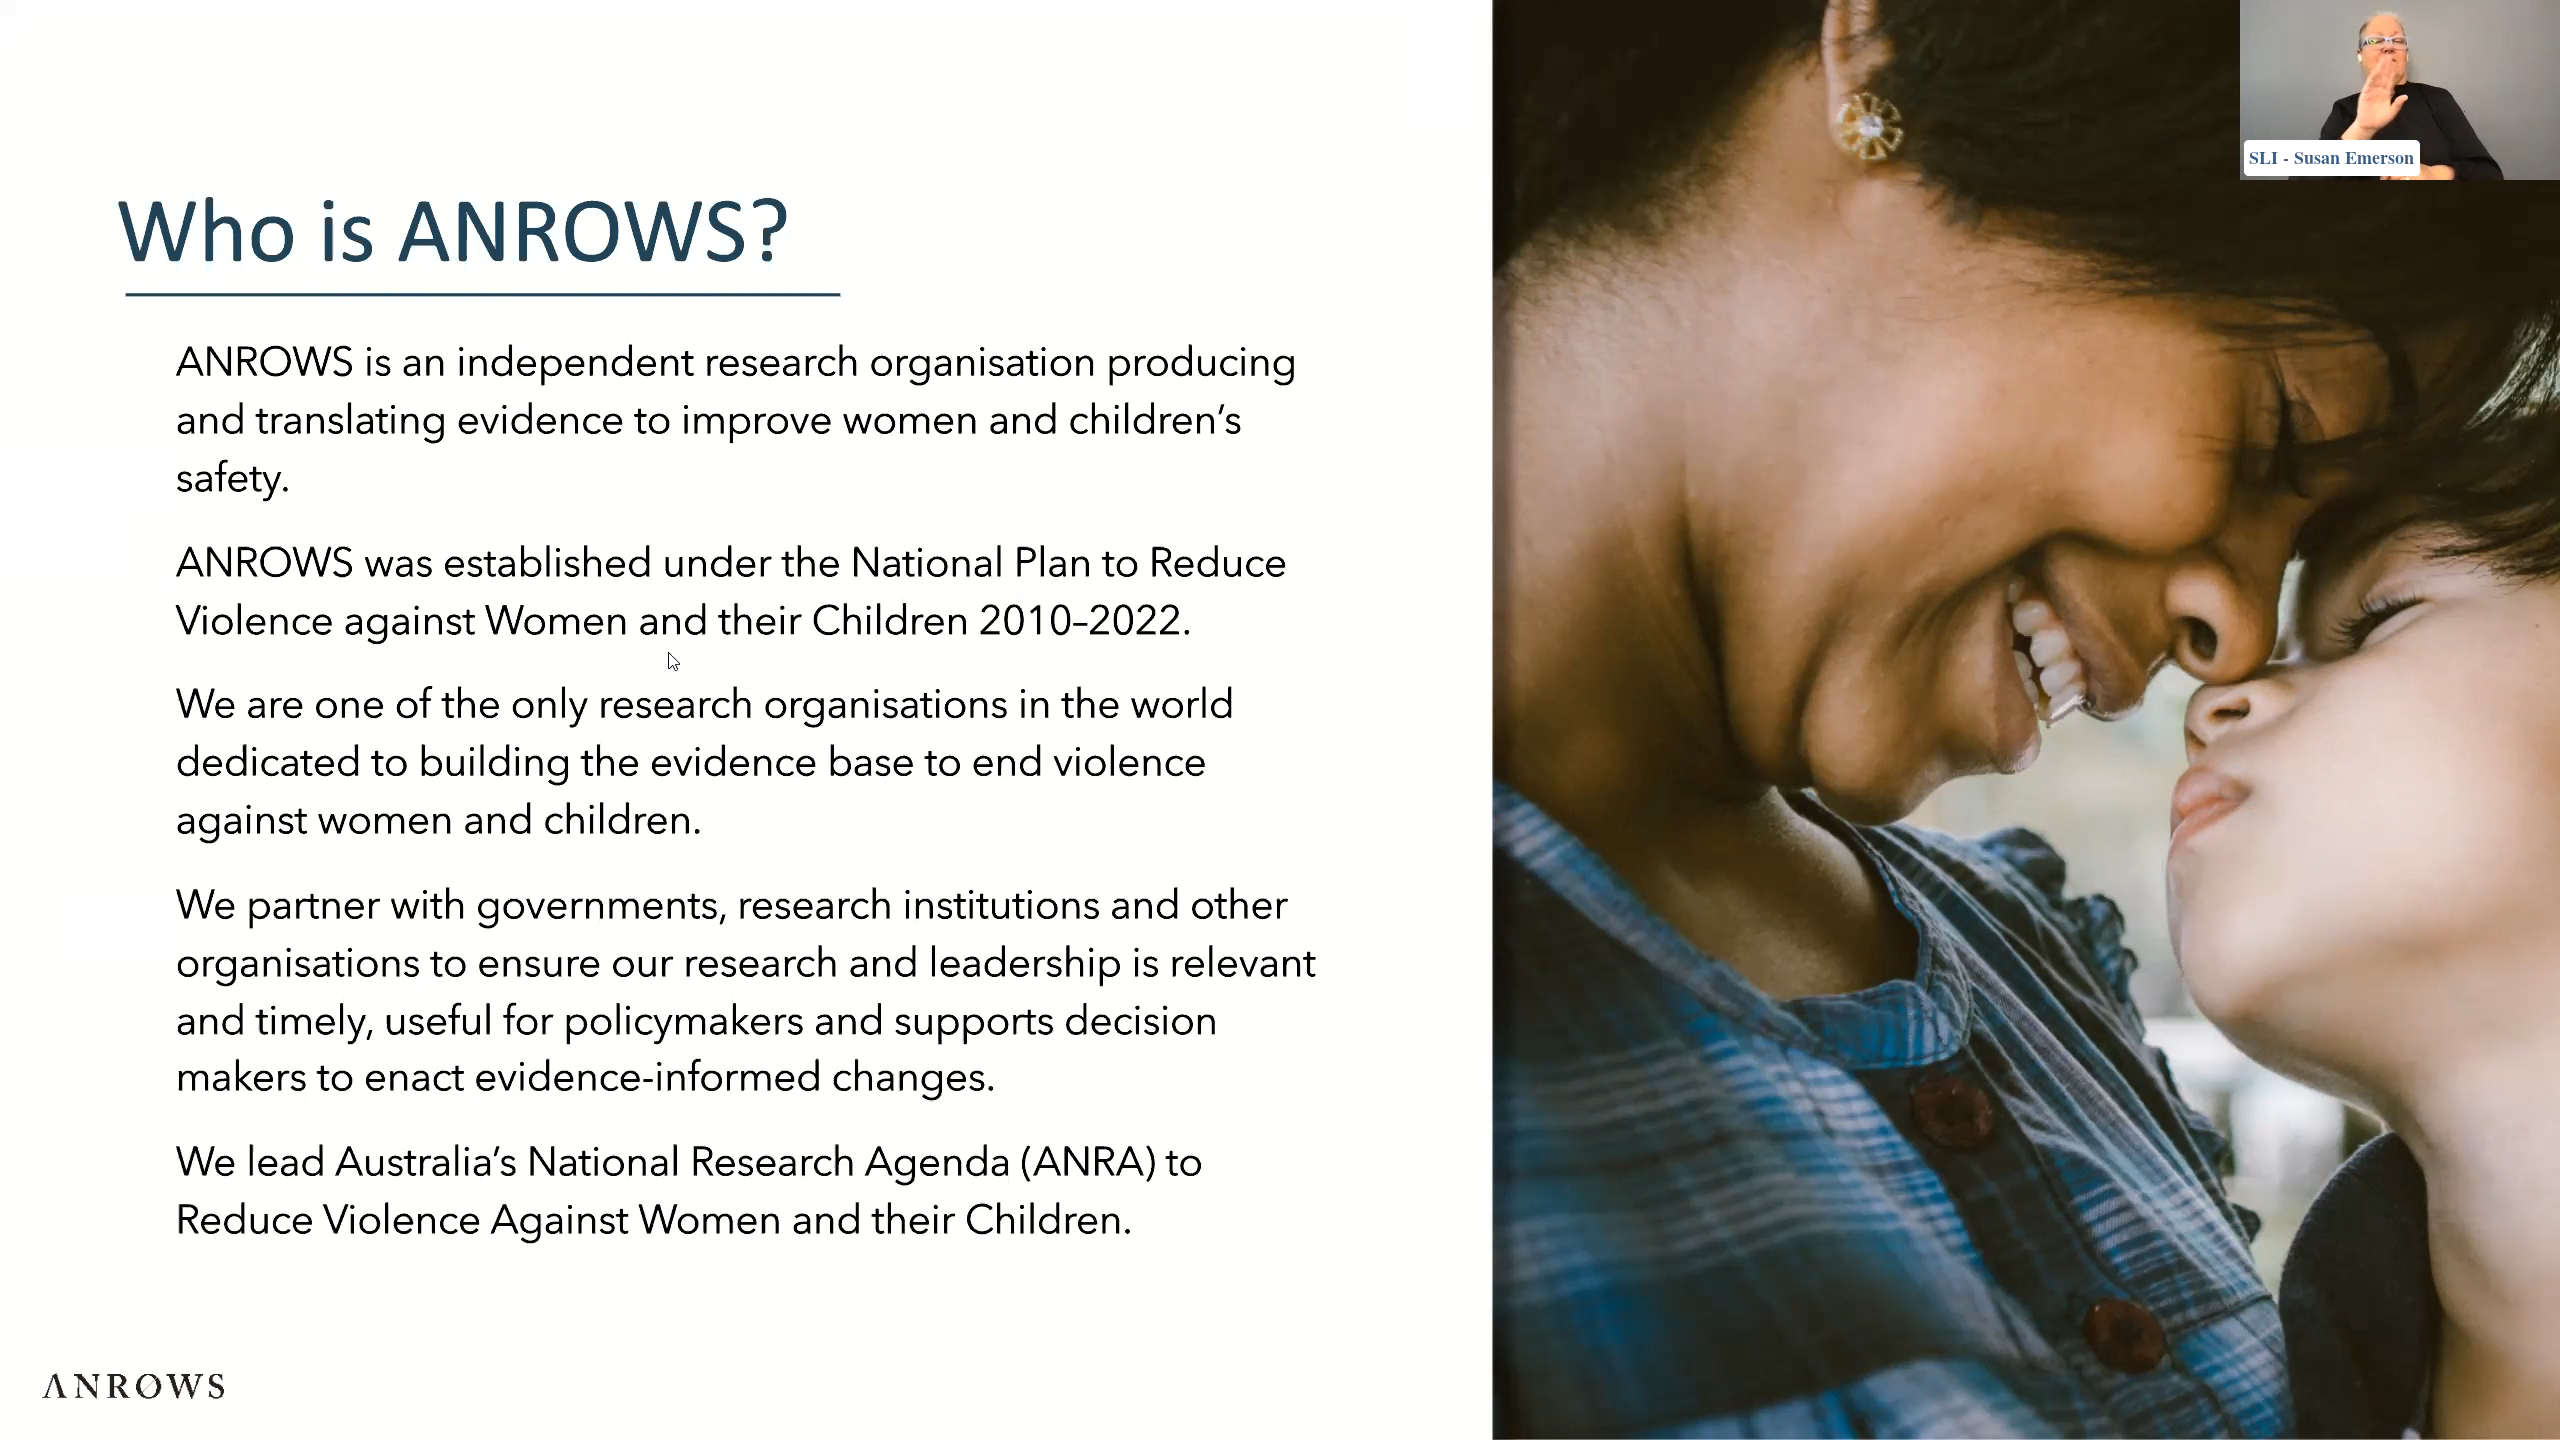 Who is ANROWS?
ANROWS is an independent research organisation producing
and translating evidence to improve women and children’s
safety.
ANROWS was established under the National Plan to Reduce
Violence against Women and their Children 2010–2022.
We are one of the only research organisations in the world
dedicated to building the evidence base to end violence
against women and children.
We partner with governments, research institutions and other
organisations to ensure our research and leadership is relevant
and timely, useful for policymakers and supports decision
makers to enact evidence-informed changes.
We lead Australia’s National Research Agenda (ANRA) to
Reduce Violence Against Women and their Children.
ANROWS
SLI - Susan Emerson